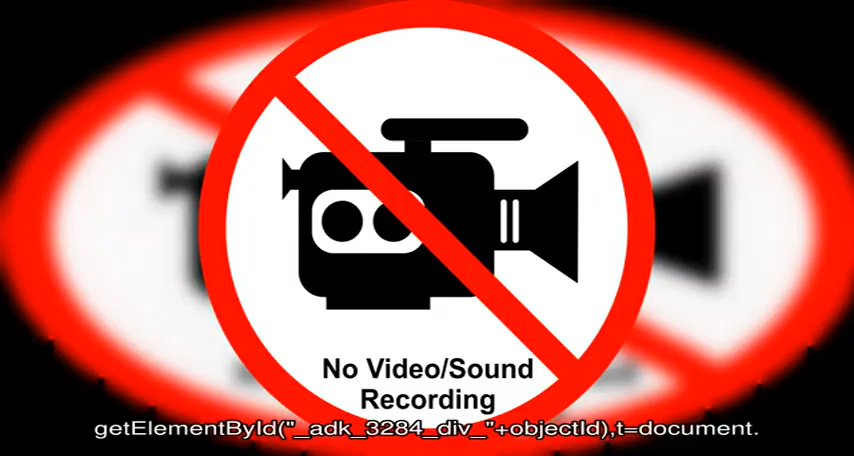 No Video/Sound
Recording
getElementById("_adk_3284_div_"+objectId),t=document.